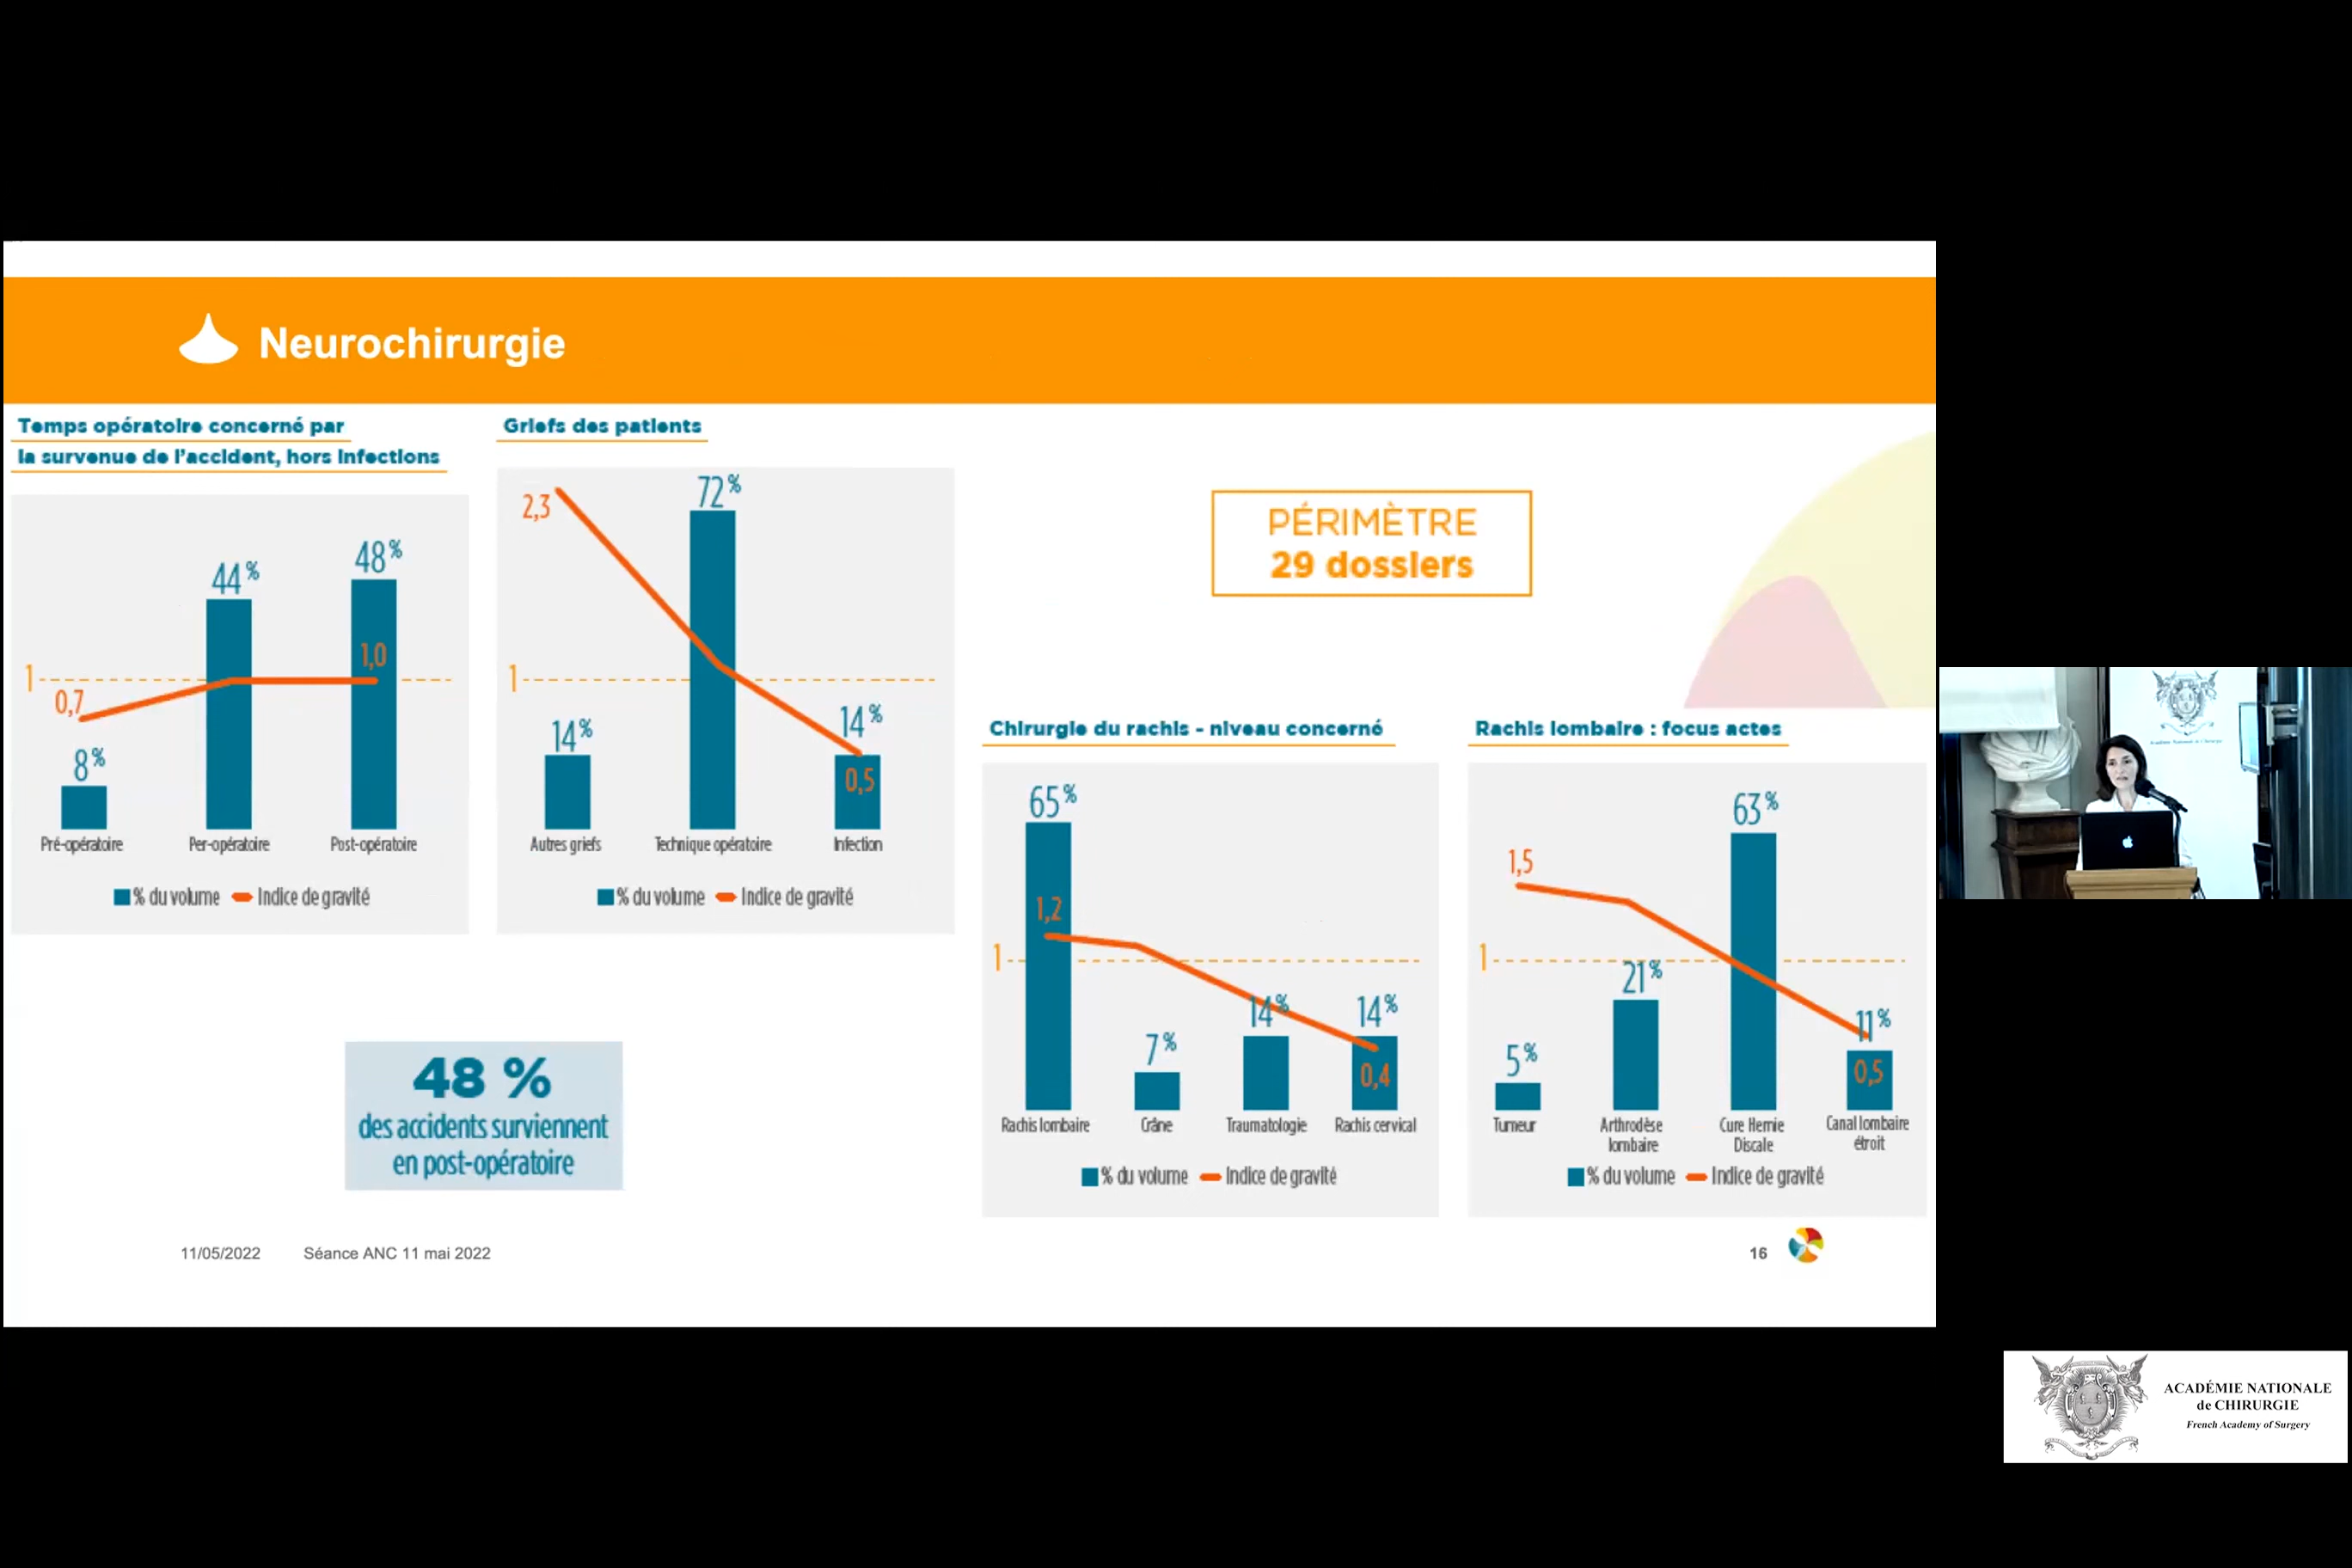 Neurochirurgie
Temps opératoire concerné par
la survenue de l'accident, hors infections
48%
44%
1
1,0
0,7
8%
Pré-opératoire Per-opératoire Post-opératoire
% du volume Indice de gravité
Griefs des patients
72%
2,3
1
14%
14%
0,5
Autres griefs Technique opératoire Infection
% du volume Indice de gravité
48 %
des accidents surviennent
en post-opératoire
PÉRIMÈTRE
29 dossiers
Chirurgie du rachis - niveau concerné
65%
1,2
1
7%
14%
14%
0,4
Rachis lombaire Crâne Traumatologie Rachis cervical
% du volume Indice de gravité
Rachis lombaire : focus actes
63%
1,5
1
21%
5%
11%
0,5
Tumeur Arthrodèse lombaire Cure Hernie Discale Canal lombaire étroit
% du volume Indice de gravité
11/05/2022 Séance ANC 11 mai 2022 16
ACADÉMIE NATIONALE
de CHIRURGIE
French Academy of Surgery